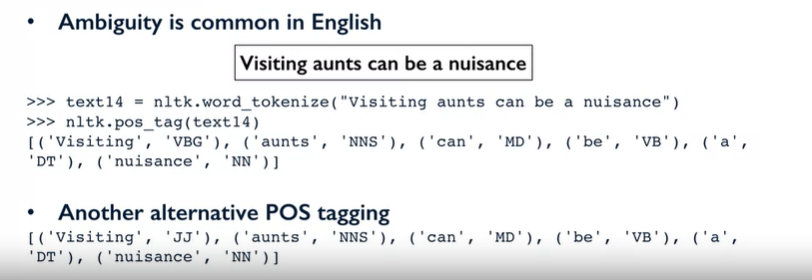 • Ambiguity is common in English
Visiting aunts can be a nuisance
>>> text14 = nltk.word_tokenize("Visiting aunts can be a nuisance")
>>> nltk.pos_tag(text14)
[('Visiting', 'VBG'), ('aunts', 'NNS'), ('can', 'MD'), ('be', 'VB'), ('a',
'DT'), ('nuisance', 'NN')]
• Another alternative POS tagging
[('Visiting', 'JJ'), ('aunts', 'NNS'), ('can', 'MD'), ('be', 'VB'), ('a',
'DT'), ('nuisance', 'NN')]